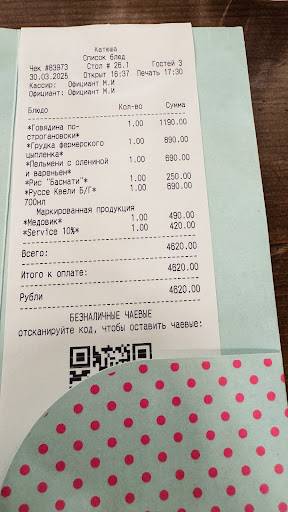 Катюша
Список блюд
Чек #83973 Стол # 26.1 Гостей 3
30.03.2025 Открыт 16:37 Печать 17:30
Кассир: Официант М.И
Официант: Официант М.И
Блюдо Кол-во Сумма
*Говядина по-строгановски* 1.00 1190.00
*Грудка фермерского цыпленка* 1.00 890.00
*Пельмени с олениной и вареньем* 1.00 690.00
*Рис "Басмати"* 1.00 250.00
*Руссе Квели Б/Г* 1.00 690.00
700мл
Маркированная продукция
*Медовик* 1.00 490.00
*Service 10%* 1.00 420.00
Всего: 4620.00
Итого к оплате: 4620.00
Рубли 4620.00
БЕЗНАЛИЧНЫЕ ЧАЕВЫЕ
отсканируйте код, чтобы оставить чаевые: